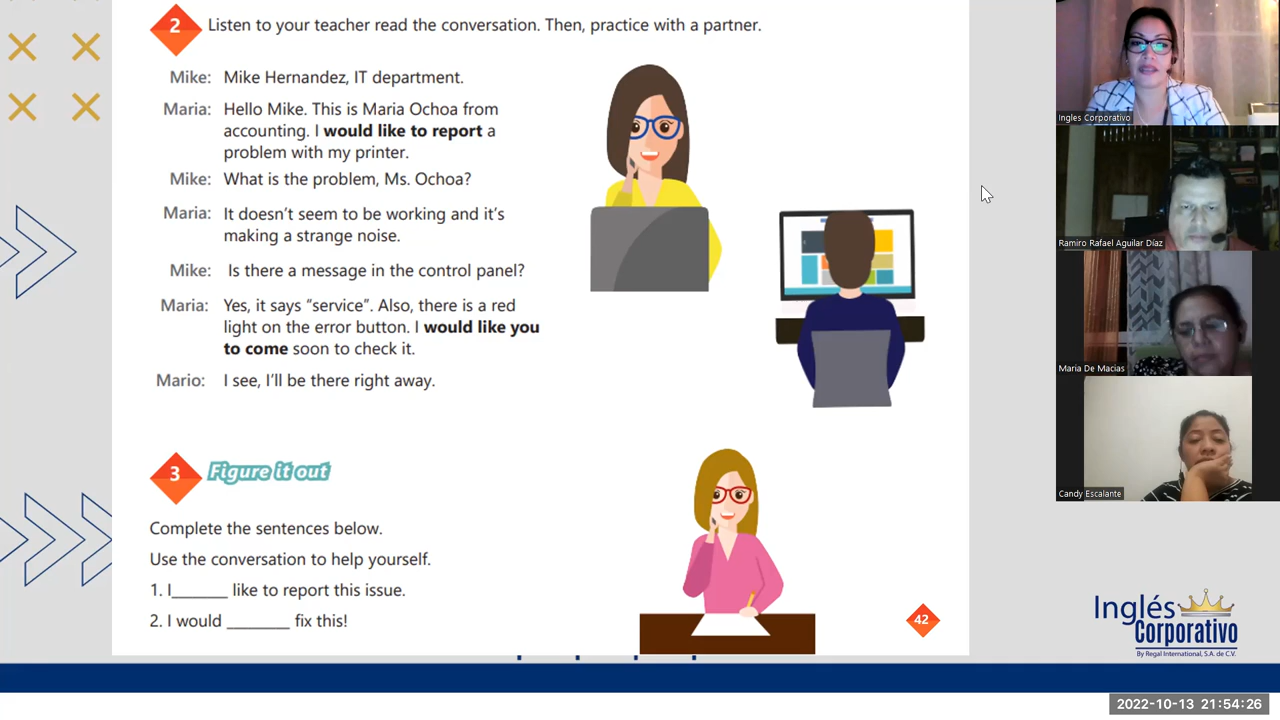 2 Listen to your teacher read the conversation. Then, practice with a partner.
Mike: Mike Hernandez, IT department.
Maria: Hello Mike. This is Maria Ochoa from
accounting. I would like to report a
problem with my printer.
Mike: What is the problem, Ms. Ochoa?
Maria: It doesn't seem to be working and it's
making a strange noise.
Mike: Is there a message in the control panel?
Maria: Yes, it says “service”. Also, there is a red
light on the error button. I would like you
to come soon to check it.
Mario: I see, I'll be there right away.
3 Figure it out
Complete the sentences below.
Use the conversation to help yourself.
1. I_______ like to report this issue.
2. I would ________ fix this!
42
Ingles Corporativo
Ramiro Rafael Aguilar Díaz
Maria De Macias
Candy Escalante
Inglés
Corporativo
By Regal International, S.A. de C.V.
2022-10-13 21:54:26